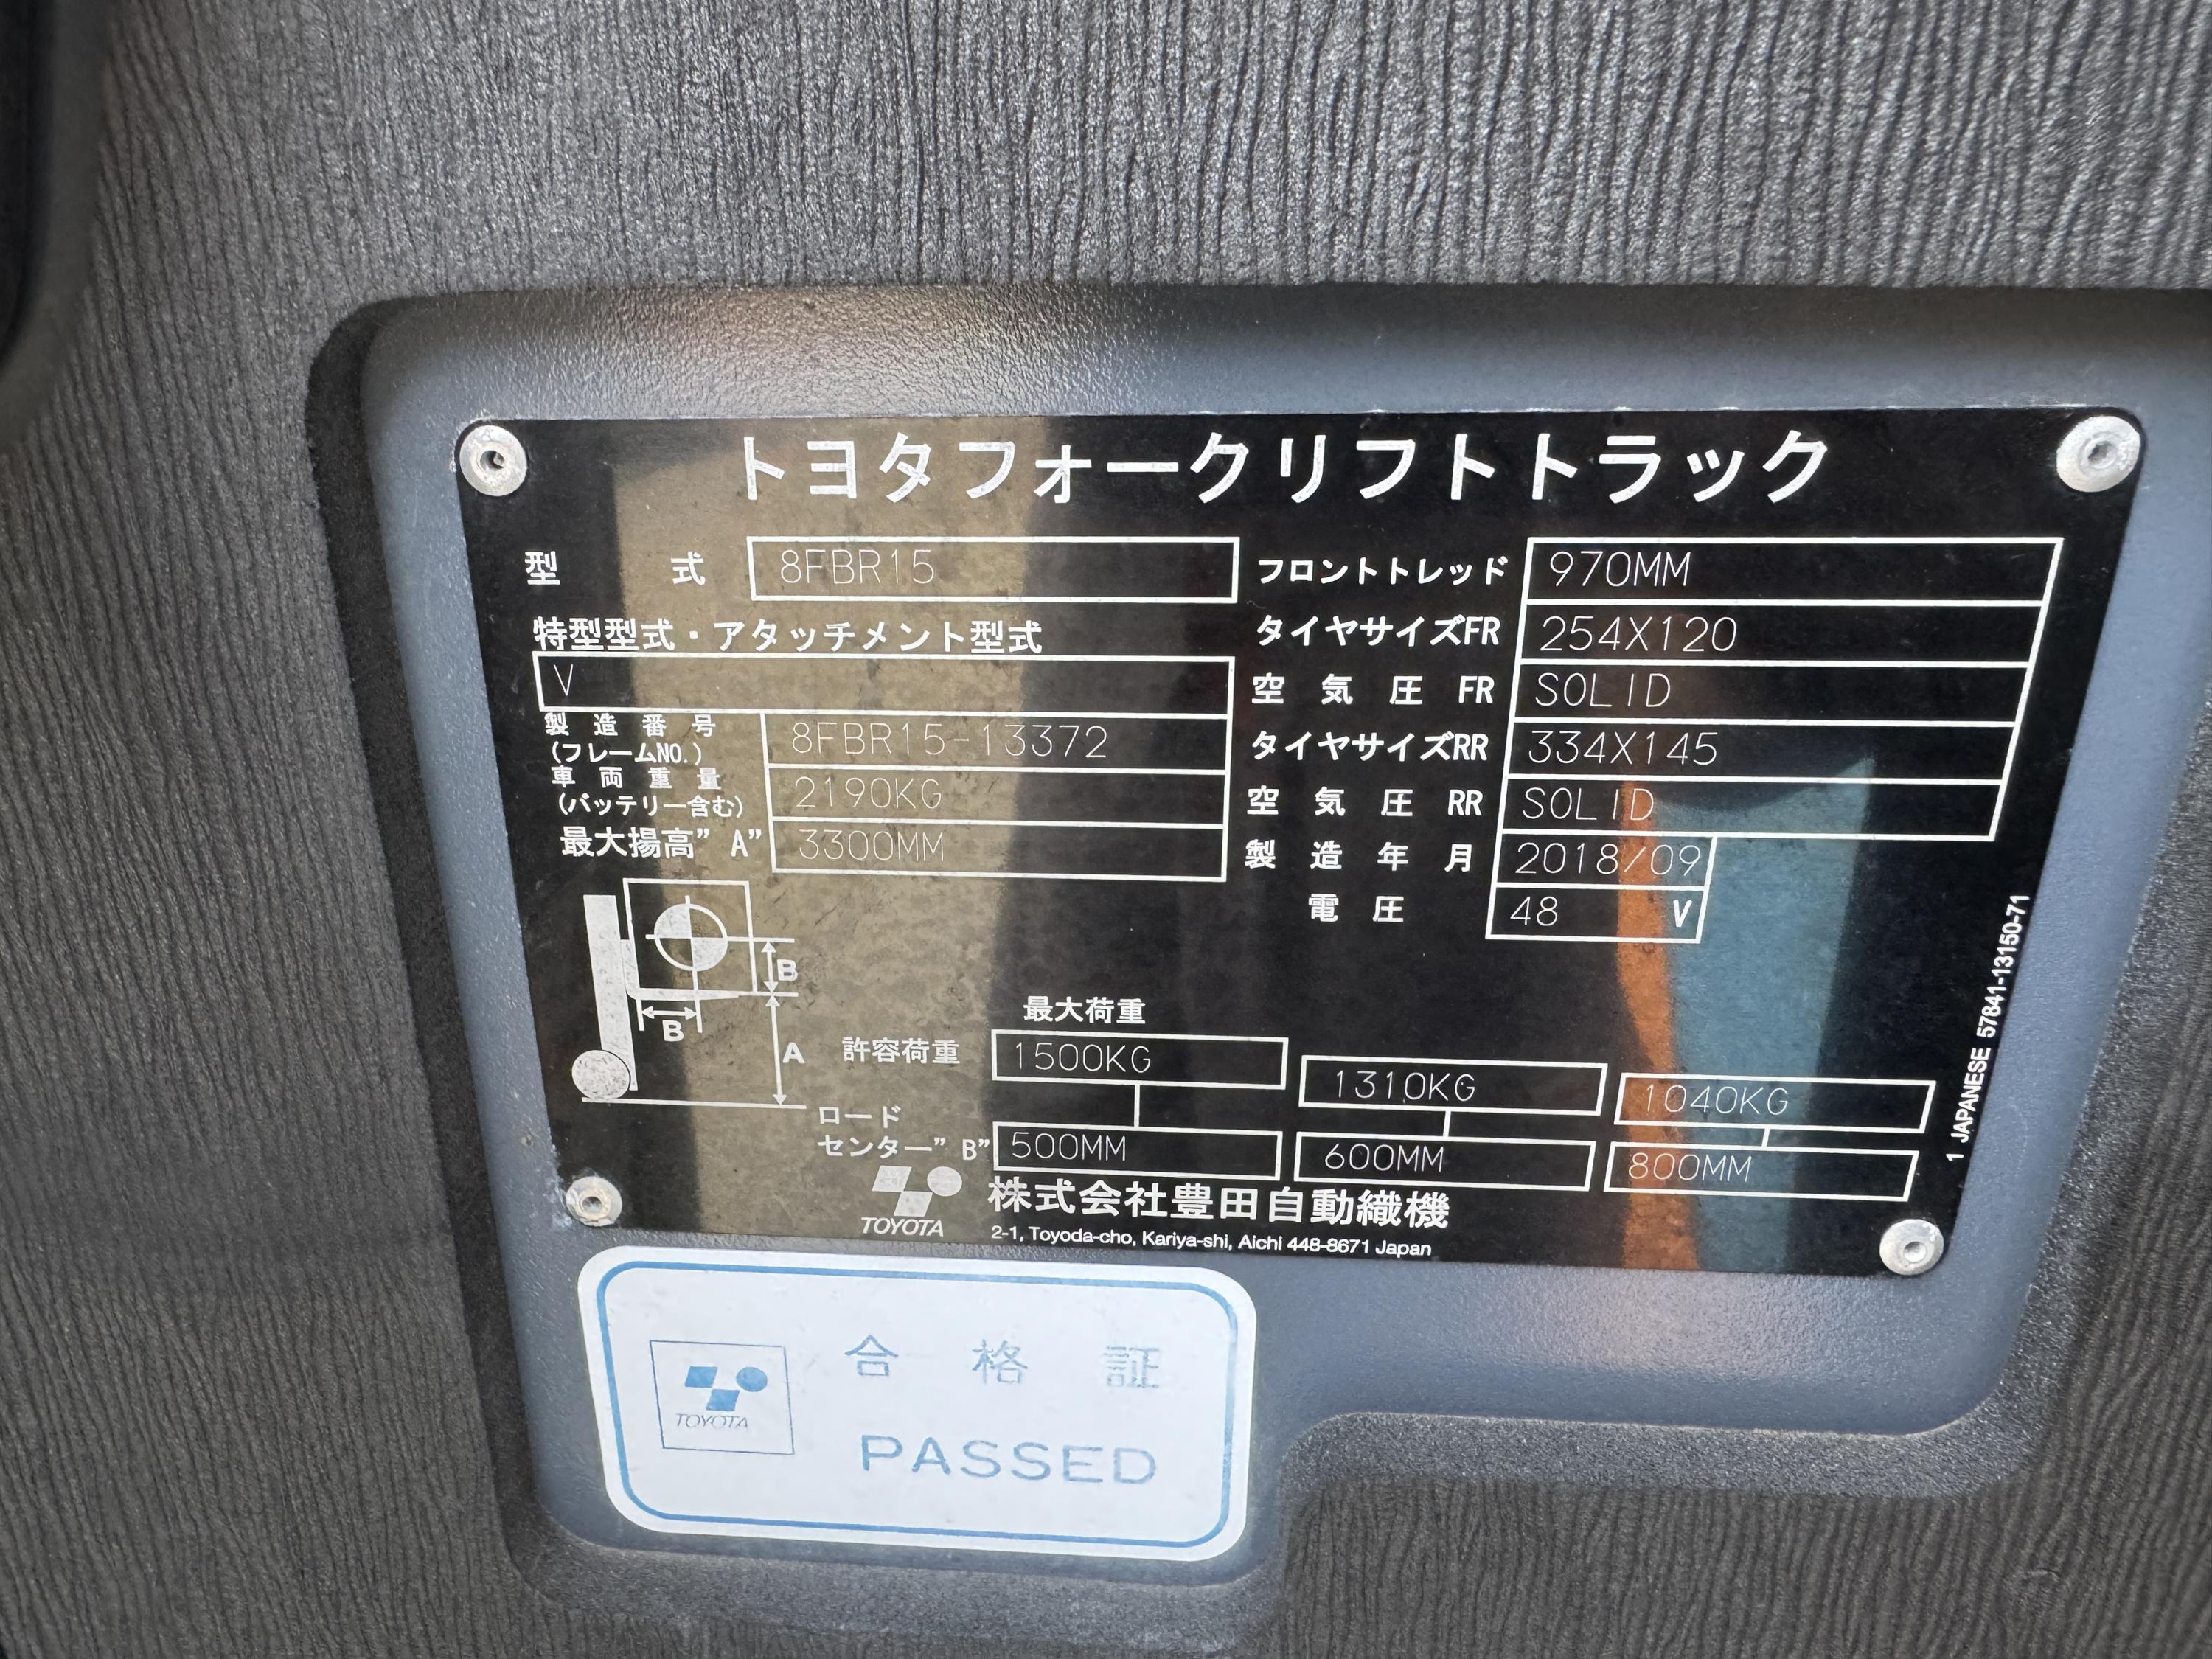 トヨタフォークリフトトラック
型 式 8FBR15
特型型式・アタッチメント型式
V
製造番号
(フレームNO.) 8FBR15-13372
車両重量
(バッテリー含む) 2190KG
最大揚高"A" 3300MM
フロントトレッド 970MM
タイヤサイズFR 254X120
空気圧 FR SOLID
タイヤサイズRR 334X145
空気圧 RR SOLID
製造年月 2018/09
電圧 48 V
B
B
A
最大荷重
許容荷重 1500KG 1310KG 1040KG
ロード
センター"B" 500MM 600MM 800MM
TOYOTA 株式会社豊田自動織機
2-1, Toyoda-cho, Kariya-shi, Aichi 448-8671 Japan
1 JAPANESE 57841-13150-71
合格証
TOYOTA
PASSED